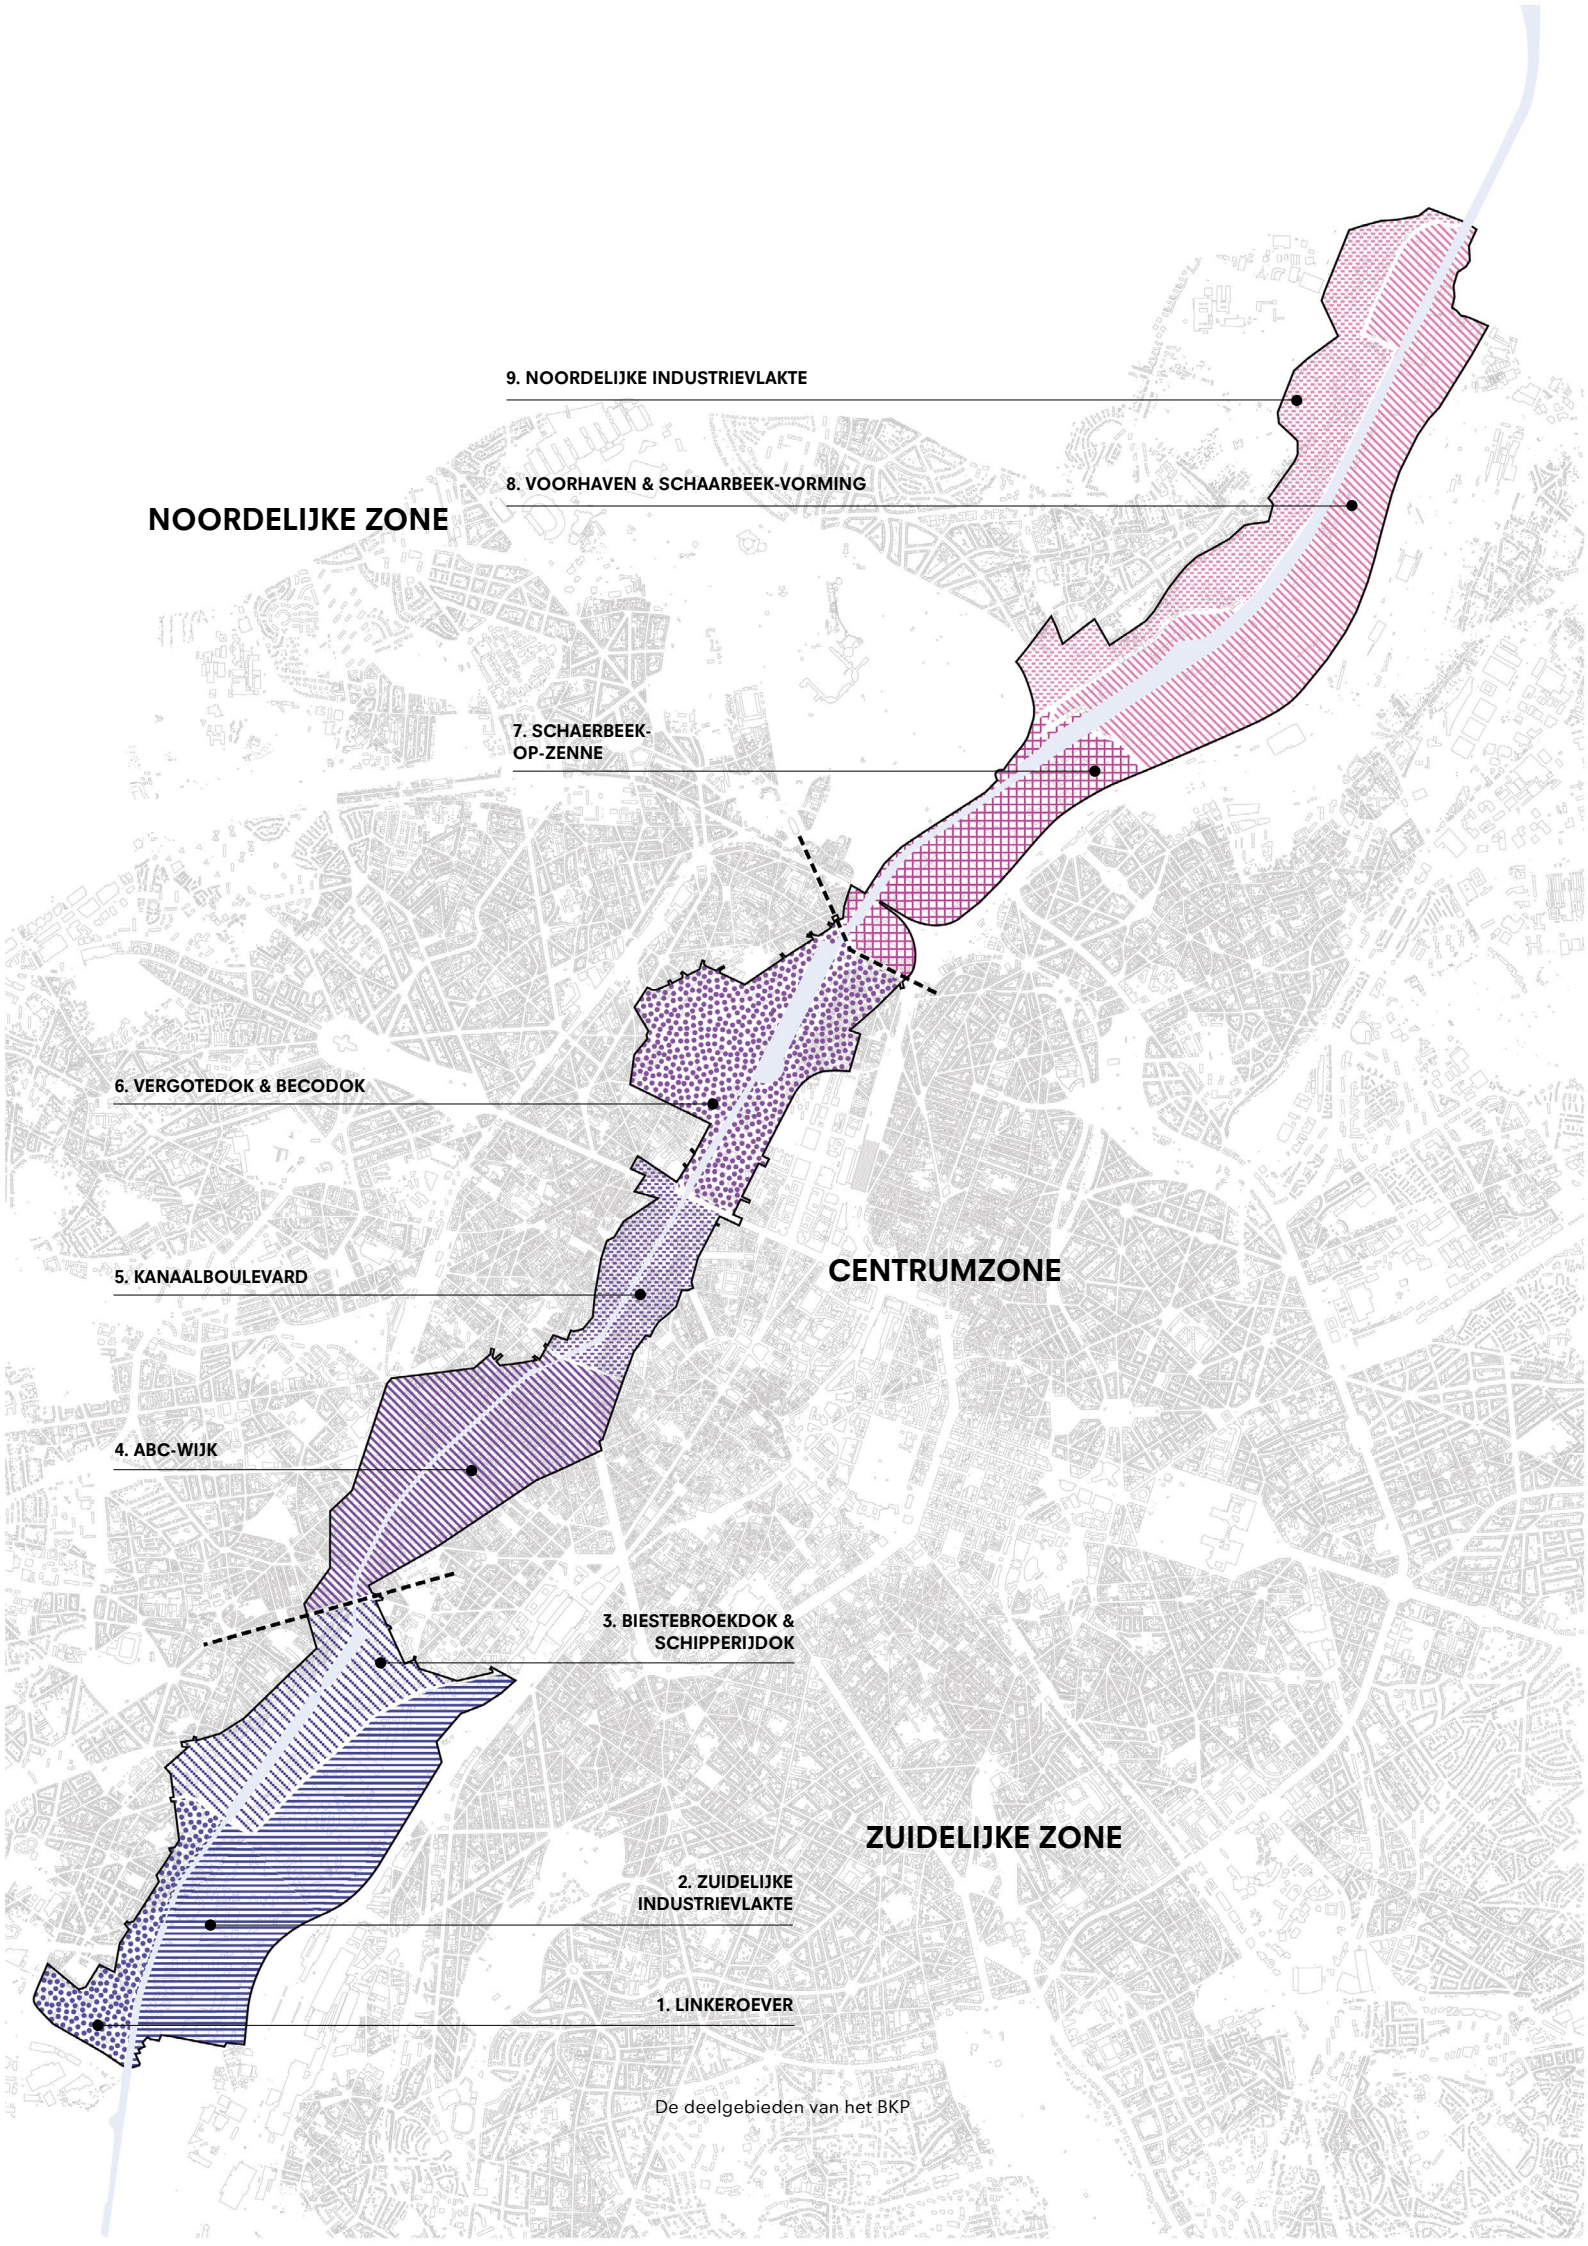 9. NOORDELIJKE INDUSTRIEVLAKTE
8. VOORHAVEN & SCHAARBEEK-VORMING
NOORDELIJKE ZONE
7. SCHAERBEEK-
OP-ZENNE
6. VERGOTEDOK & BECODOK
CENTRUMZONE
5. KANAALBOULEVARD
4. ABC-WIJK
3. BIESTEBROEKDOK &
SCHIPPERIJDOK
ZUIDELIJKE ZONE
2. ZUIDELIJKE
INDUSTRIEVLAKTE
1. LINKEROEVER
De deelgebieden van het BKP